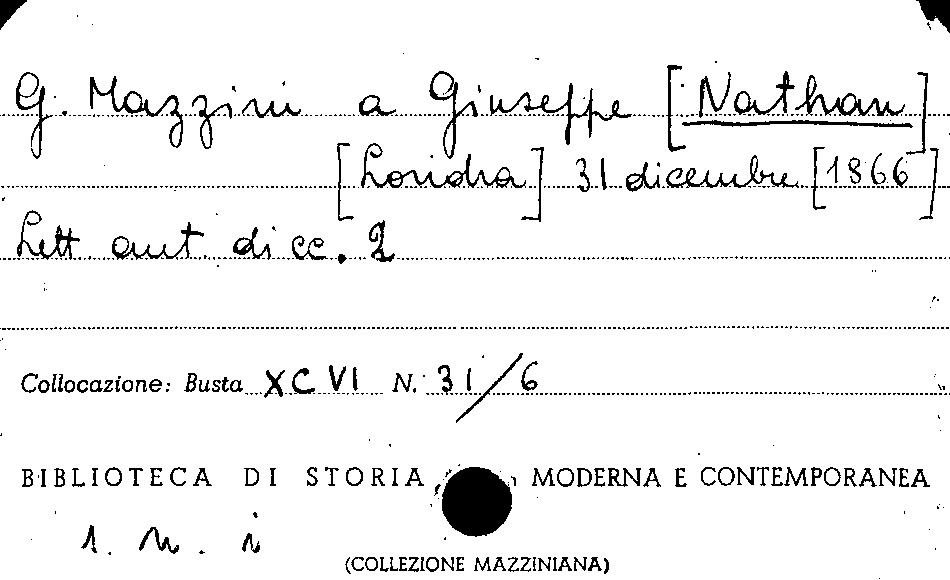 G. Mazzini a Giuseppe [Nathan]
[Londra] 31 dicembre [1866]
Lett. aut. di cc. 2
Collocazione: Busta XCVI N. 31/6
BIBLIOTECA DI STORIA MODERNA E CONTEMPORANEA
1. n. i
(COLLEZIONE MAZZINIANA)